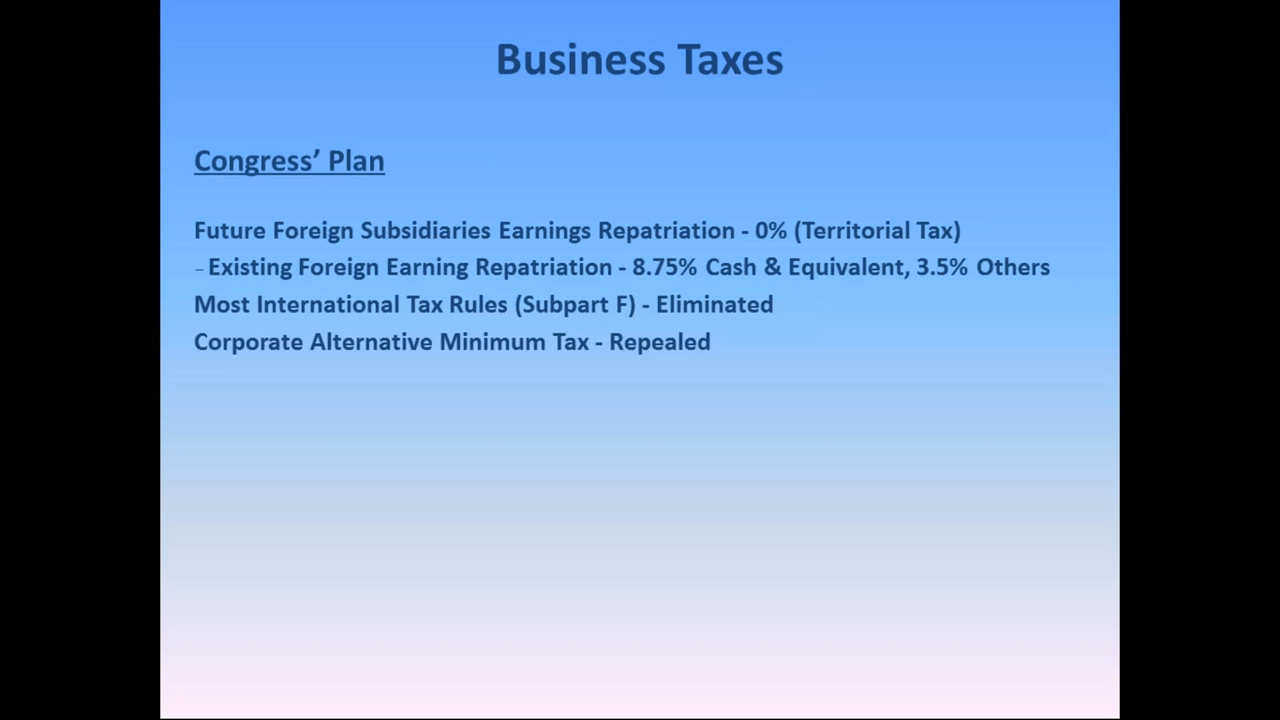 Business Taxes
Congress’ Plan
Future Foreign Subsidiaries Earnings Repatriation - 0% (Territorial Tax)
– Existing Foreign Earning Repatriation - 8.75% Cash & Equivalent, 3.5% Others
Most International Tax Rules (Subpart F) - Eliminated
Corporate Alternative Minimum Tax - Repealed